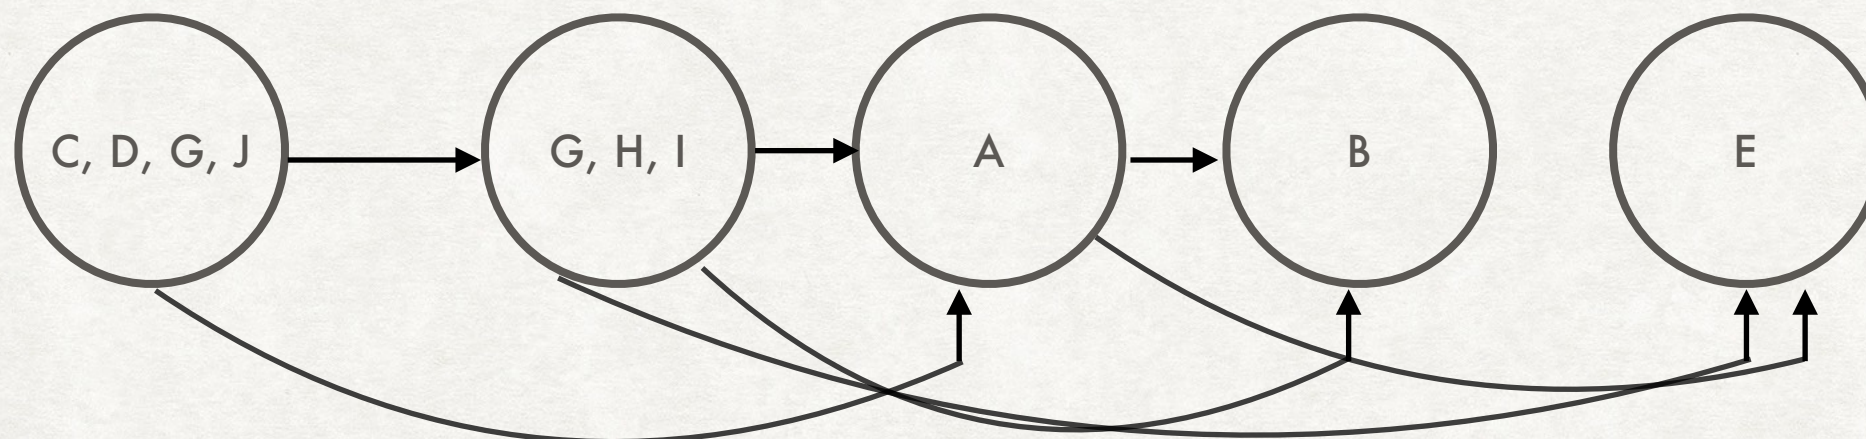 C, D, G, J
G, H, I
A
B
E